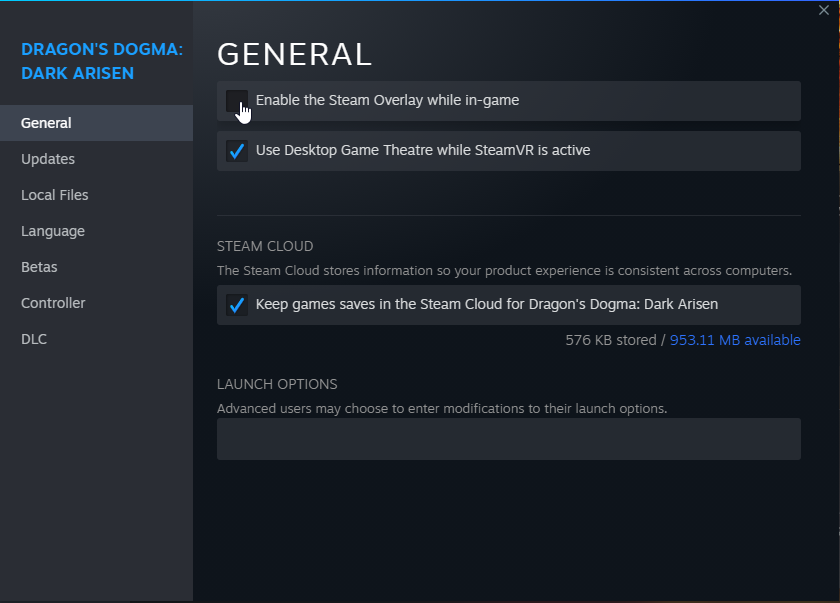 DRAGON'S DOGMA:
DARK ARISEN
General
Updates
Local Files
Language
Betas
Controller
DLC
GENERAL
Enable the Steam Overlay while in-game
Use Desktop Game Theatre while SteamVR is active
STEAM CLOUD
The Steam Cloud stores information so your product experience is consistent across computers.
Keep games saves in the Steam Cloud for Dragon's Dogma: Dark Arisen
576 KB stored / 953.11 MB available
LAUNCH OPTIONS
Advanced users may choose to enter modifications to their launch options.